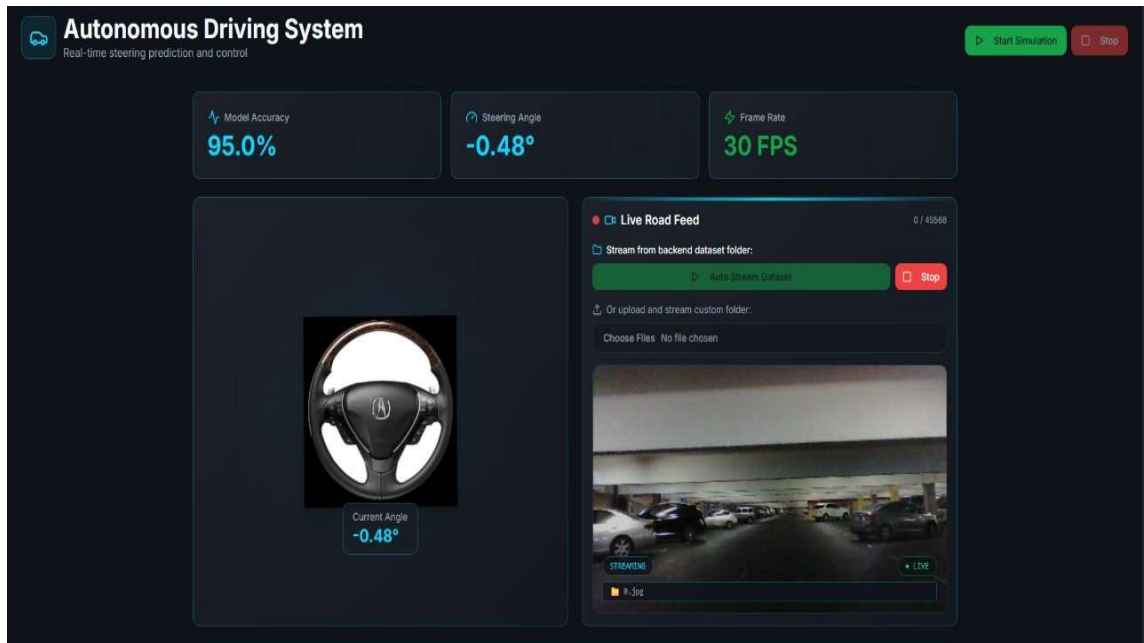 Autonomous Driving System
Real-time steering prediction and control
Start Simulation
Stop
Model Accuracy
95.0%
Steering Angle
-0.48°
Frame Rate
30 FPS
Current Angle
-0.48°
Live Road Feed
0 / 45568
Stream from backend dataset folder:
Auto Stream Dataset
Stop
Or upload and stream custom folder:
Choose Files No file chosen
STREAMING
• LIVE
0.jpg